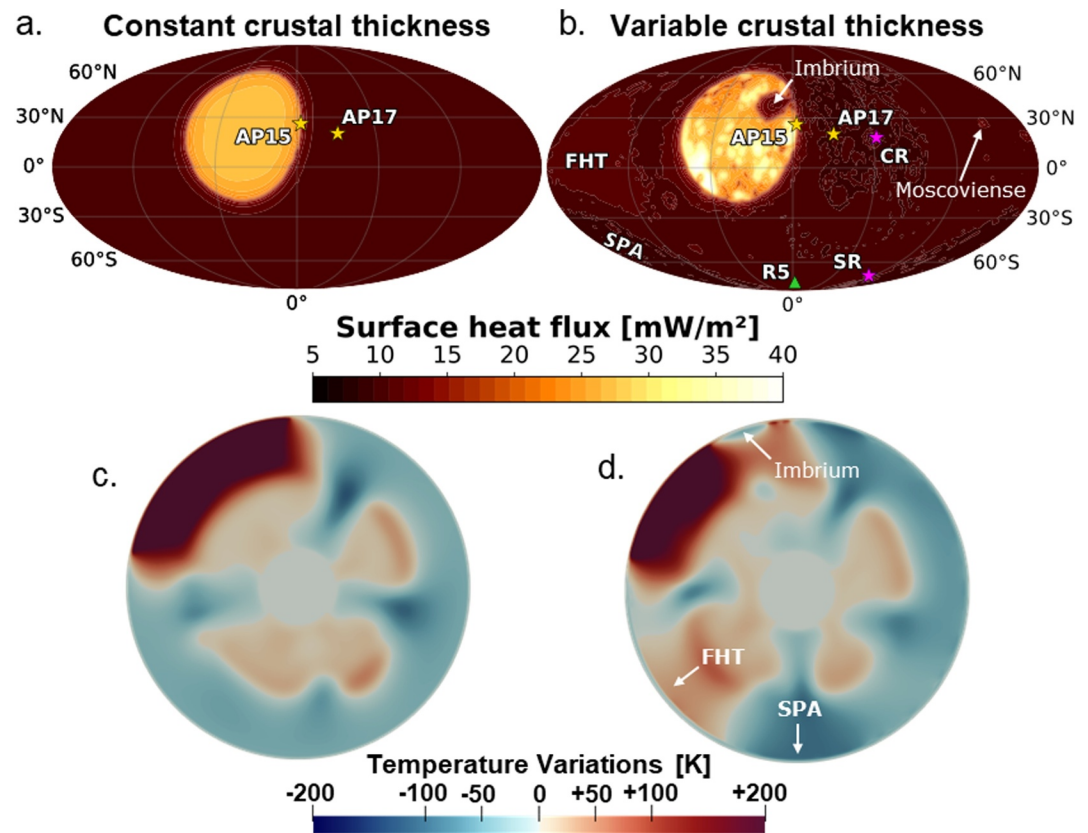 a. Constant crustal thickness
b. Variable crustal thickness
60°N
30°N
0°
30°S
60°S
AP15
AP17
0°
Imbrium
60°N
30°N
0°
30°S
60°S
FHT
AP15
AP17
CR
Moscoviense
SPA
R5
SR
0°
Surface heat flux [mW/m²]
5 10 15 20 25 30 35 40
c.
d.
Imbrium
FHT
SPA
Temperature Variations [K]
-200 -100 -50 0 +50 +100 +200